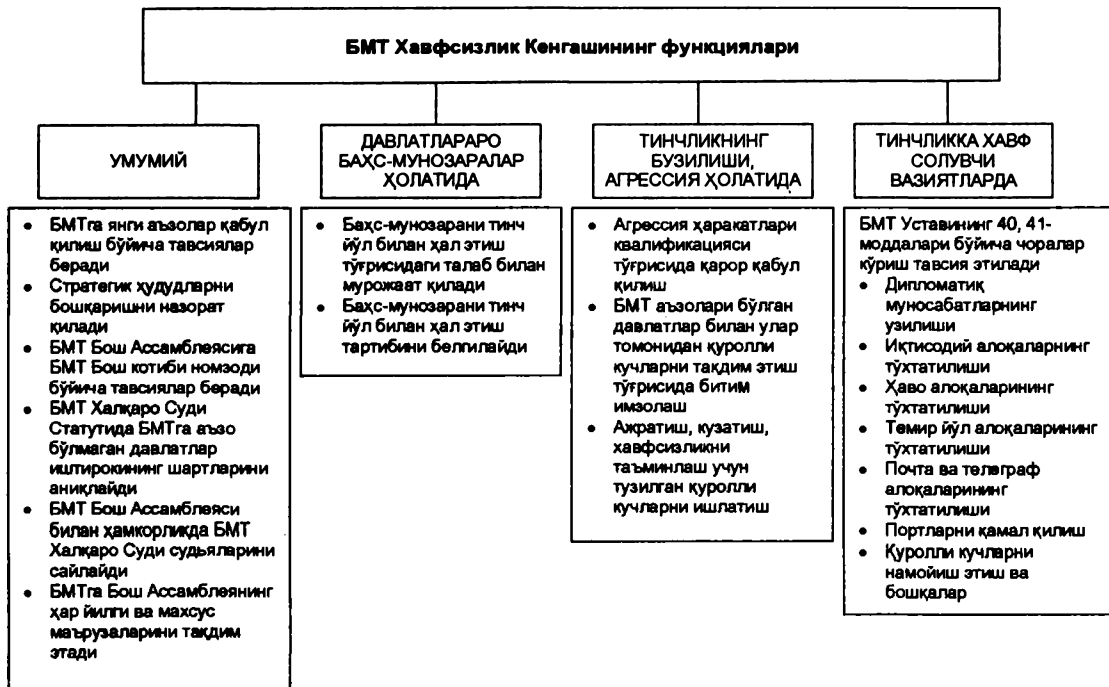 БМТ Хавфсизлик Кенгашининг функциялари
УМУМИЙ
ДАВЛАТЛАРАРО
БАҲС-МУНОЗАРАЛАР
ҲОЛАТИДА
ТИНЧЛИКНИНГ
БУЗИЛИШИ,
АГРЕССИЯ ҲОЛАТИДА
ТИНЧЛИККА ХАВФ
СОЛУВЧИ
ВАЗИЯТЛАРДА
• БМТга янги аъзолар қабул
қилиш бўйича тавсиялар
беради
• Стратегик ҳудудларни
бошқаришни назорат
қилади
• БМТ Бош Ассамблеясига
БМТ Бош котиби номзоди
бўйича тавсиялар беради
• БМТ Халқаро Суди
Статутида БМТга аъзо
бўлмаган давлатлар
иштирокининг шартларини
аниқлайди
• БМТ Бош Ассамблеяси
билан ҳамкорликда БМТ
Халқаро Суди судьяларини
сайлайди
• БМТга Бош Ассамблеянинг
ҳар йилги ва махсус
маърузаларини тақдим
этади
• Баҳс-мунозарани тинч
йўл билан ҳал этиш
тўғрисидаги талаб билан
мурожаат қилади
• Баҳс-мунозарани тинч
йўл билан ҳал этиш
тартибини белгилайди
• Агрессия ҳаракатлари
квалификацияси
тўғрисида қарор қабул
қилиш
• БМТ аъзолари бўлган
давлатлар билан улар
томонидан қуролли
кучларни тақдим этиш
тўғрисида битим
имзолаш
• Ажратиш, кузатиш,
хавфсизликни
таъминлаш учун
тузилган қуролли
кучларни ишлатиш
БМТ Уставининг 40, 41-
моддалари бўйича чоралар
кўриш тавсия этилади
• Дипломатик
муносабатларнинг
узилиши
• Иқтисодий алоқаларнинг
тўхтатилиши
• Ҳаво алоқаларининг
тўхтатилиши
• Темир йўл алоқаларининг
тўхтатилиши
• Почта ва телеграф
алоқаларининг
тўхтатилиши
• Портларни қамал қилиш
• Қуролли кучларни
намойиш этиш ва
бошқалар